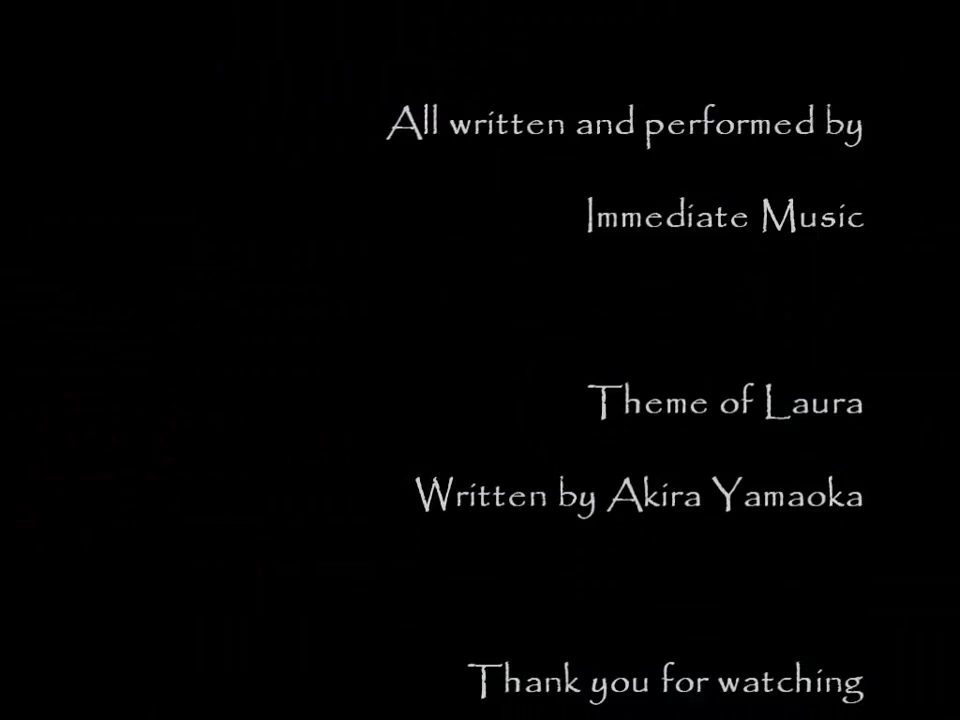 All written and performed by
Immediate Music
Theme of Laura
Written by Akira Yamaoka
Thank you for watching